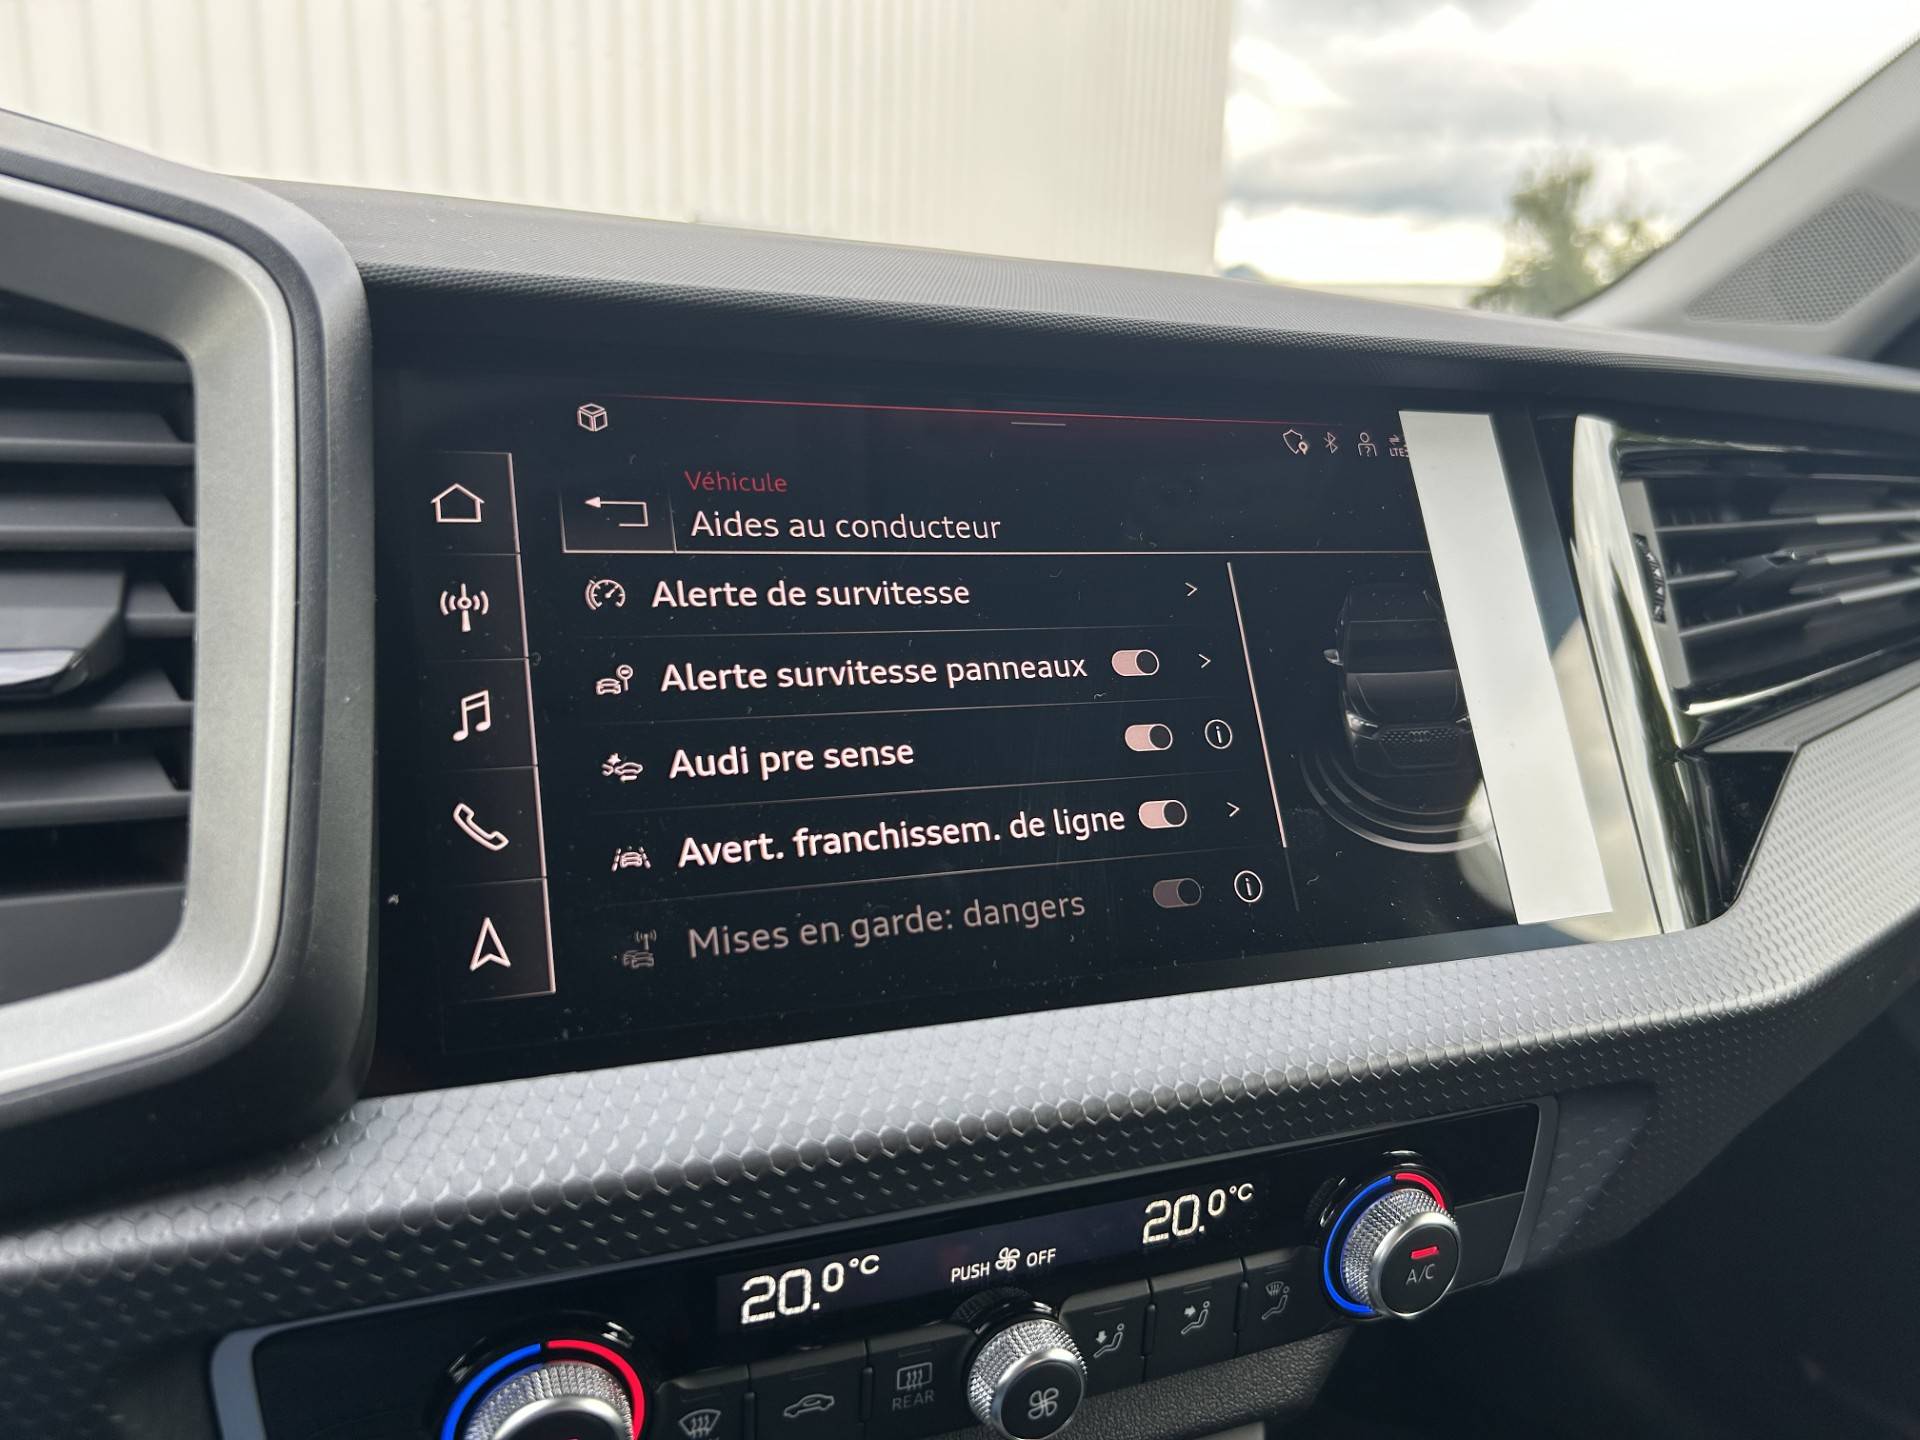 LTE
Véhicule
Aides au conducteur
Alerte de survitesse
Alerte survitesse panneaux
Audi pre sense
Avert. franchissem. de ligne
Mises en garde: dangers
20.0°C
PUSH OFF
20.0°C
A/C
REAR